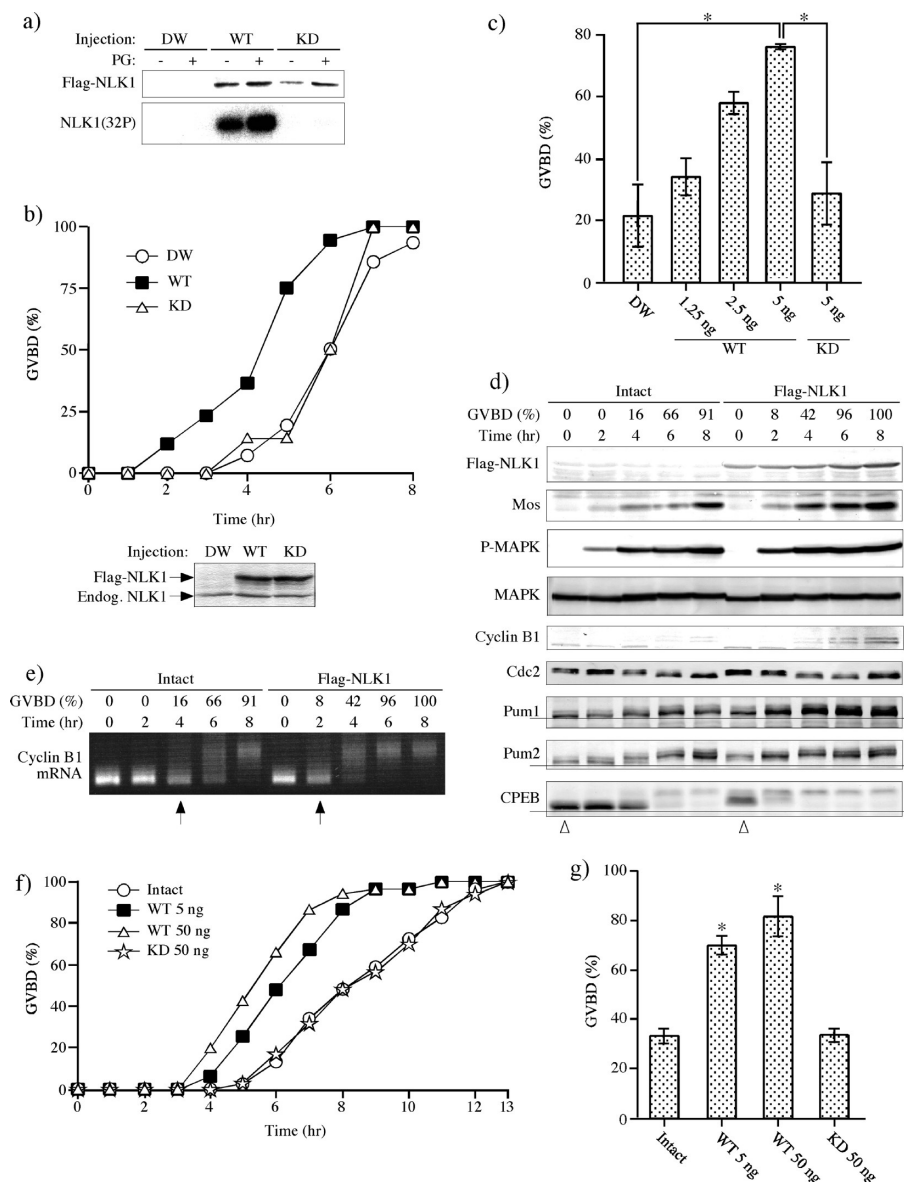 a)
Injection: DW WT KD
PG: - + - + - +
Flag-NLK1
NLK1(32P)
b)
100
75
50
25
0
GVBD (%)
DW
WT
KD
0 2 4 6 8
Time (hr)
Injection: DW WT KD
Flag-NLK1
Endog. NLK1
c)
* *
80
60
40
20
0
GVBD (%)
DW 1.25 ng 2.5 ng 5 ng 5 ng
WT KD
d)
Intact Flag-NLK1
GVBD (%) 0 0 16 66 91 0 8 42 96 100
Time (hr) 0 2 4 6 8 0 2 4 6 8
Flag-NLK1
Mos
P-MAPK
MAPK
Cyclin B1
Cdc2
Pum1
Pum2
CPEB
e)
Intact Flag-NLK1
GVBD (%) 0 0 16 66 91 0 8 42 96 100
Time (hr) 0 2 4 6 8 0 2 4 6 8
Cyclin B1
mRNA
f)
100
80
60
40
20
0
GVBD (%)
Intact
WT 5 ng
WT 50 ng
KD 50 ng
0 2 4 6 8 10 12 13
Time (hr)
g)
100
80
60
40
20
0
GVBD (%)
* *
Intact WT 5 ng WT 50 ng KD 50 ng